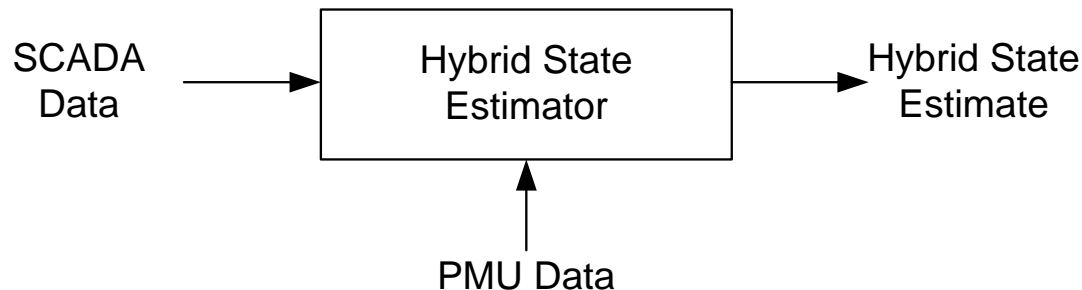 SCADA
Data
Hybrid State
Estimator
Hybrid State
Estimate
PMU Data